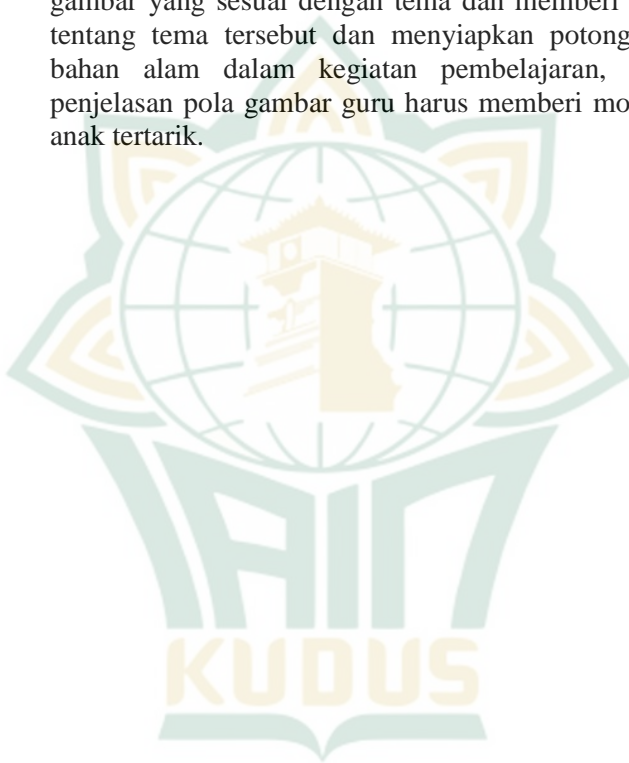 gambar yang sesuai dengan tema dan memberi
tentang tema tersebut dan menyiapkan potong
bahan alam dalam kegiatan pembelajaran,
penjelasan pola gambar guru harus memberi mo
anak tertarik.
IAIN
KUDUS